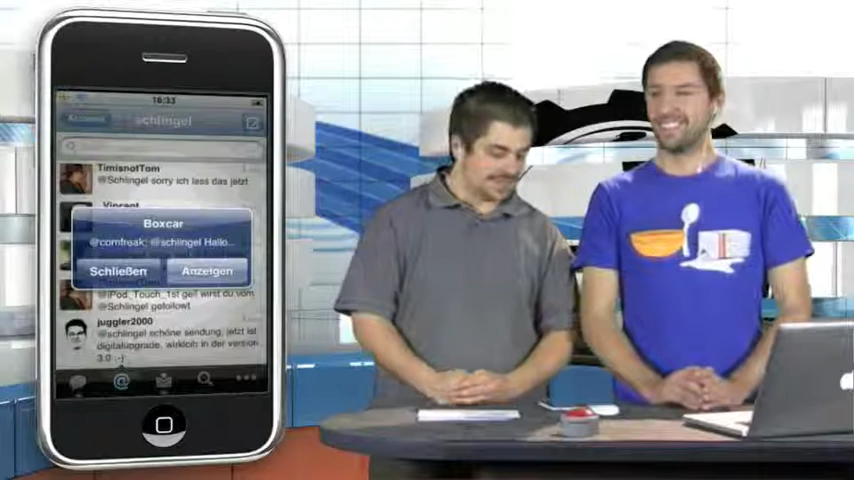 16:33
Account
schlingel
TimisnotTom
@Schlingel sorry ich lass das jetzt
Vincent
Boxcar
@comfreak: @schlingel Hallo...
Schließen
Anzeigen
@iPod_Touch_1st geil wirst du vom
@Schlingel gefollowt
juggler2000
@schlingel schöne sendung, jetzt ist
digitalupgrade, wirklich in der version
3.0 ;-)